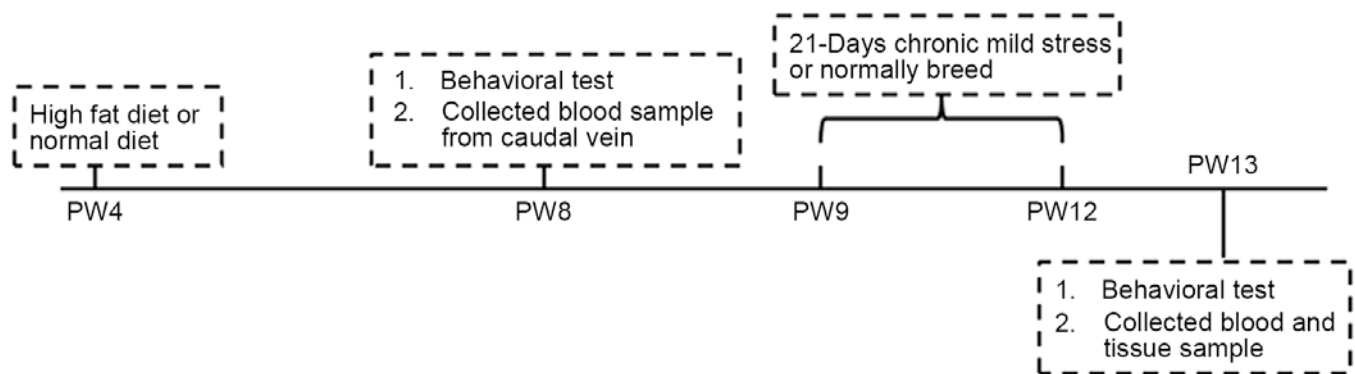 High fat diet or
normal diet
1. Behavioral test
2. Collected blood sample
from caudal vein
21-Days chronic mild stress
or normally breed
PW4
PW8
PW9
PW12
PW13
1. Behavioral test
2. Collected blood and
tissue sample